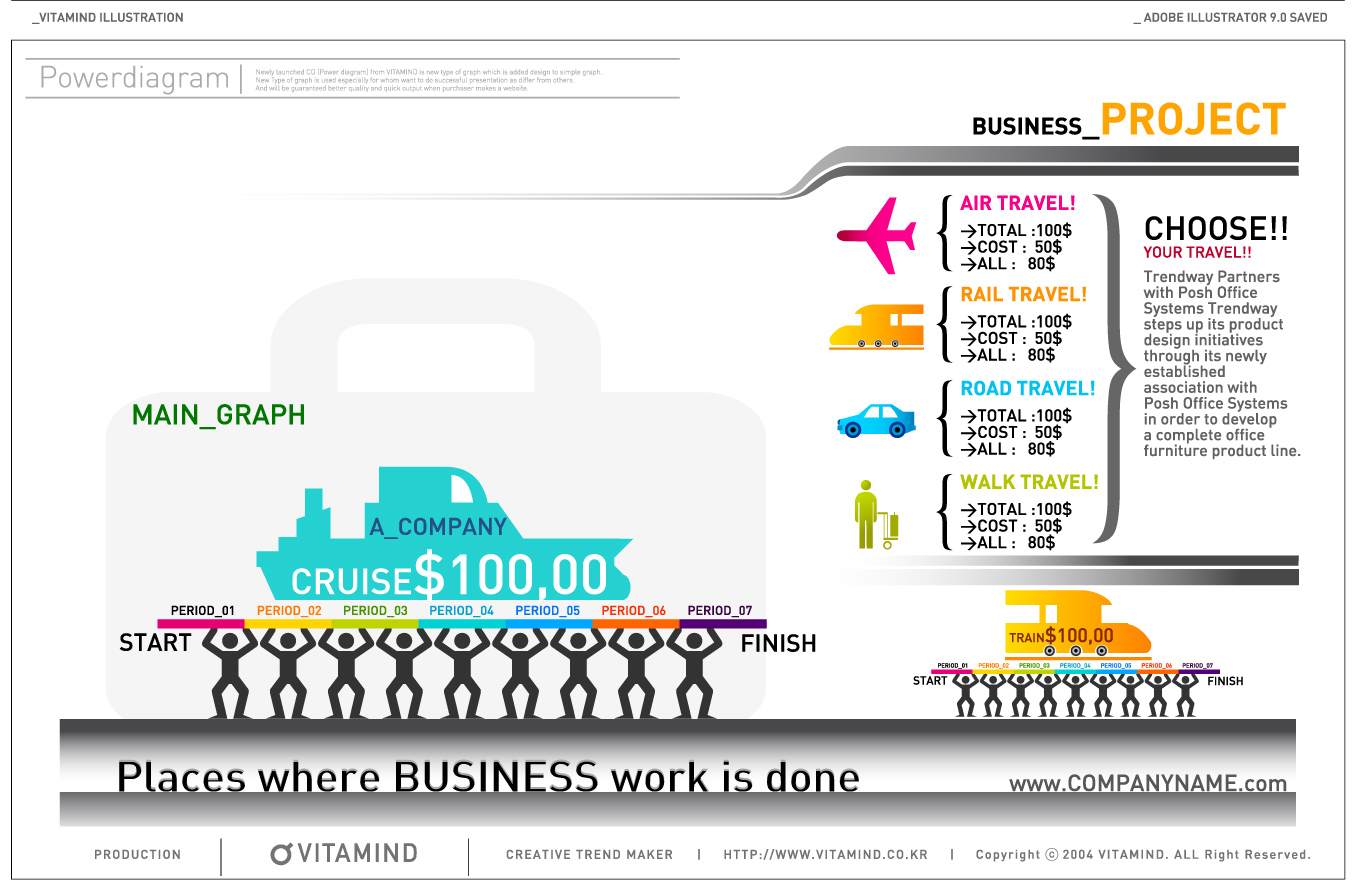 _VITAMIND ILLUSTRATION
_ ADOBE ILLUSTRATOR 9.0 SAVED
Powerdiagram
Newly launched CD (Power diagram) from VITAMIND is new type of graph which is added design to simple graph.
New Type of graph is used especially for whom want to do successful presentation as differ from others.
And will be guaranteed better quality and quick output when purchaser makes a website.
BUSINESS_PROJECT
AIR TRAVEL!
→TOTAL :100$
→COST : 50$
→ALL : 80$
RAIL TRAVEL!
→TOTAL :100$
→COST : 50$
→ALL : 80$
ROAD TRAVEL!
→TOTAL :100$
→COST : 50$
→ALL : 80$
WALK TRAVEL!
→TOTAL :100$
→COST : 50$
→ALL : 80$
CHOOSE!!
YOUR TRAVEL!!
Trendway Partners
with Posh Office
Systems Trendway
steps up its product
design initiatives
through its newly
established
association with
Posh Office Systems
in order to develop
a complete office
furniture product line.
MAIN_GRAPH
A_COMPANY
CRUISE$100,00
PERIOD_01 PERIOD_02 PERIOD_03 PERIOD_04 PERIOD_05 PERIOD_06 PERIOD_07
START FINISH
TRAIN$100,00
PERIOD_01 PERIOD_02 PERIOD_03 PERIOD_04 PERIOD_05 PERIOD_06 PERIOD_07
START FINISH
Places where BUSINESS work is done
www.COMPANYNAME.com
PRODUCTION
VITAMIND
CREATIVE TREND MAKER | HTTP://WWW.VITAMIND.CO.KR | Copyright ⓒ 2004 VITAMIND. ALL Right Reserved.